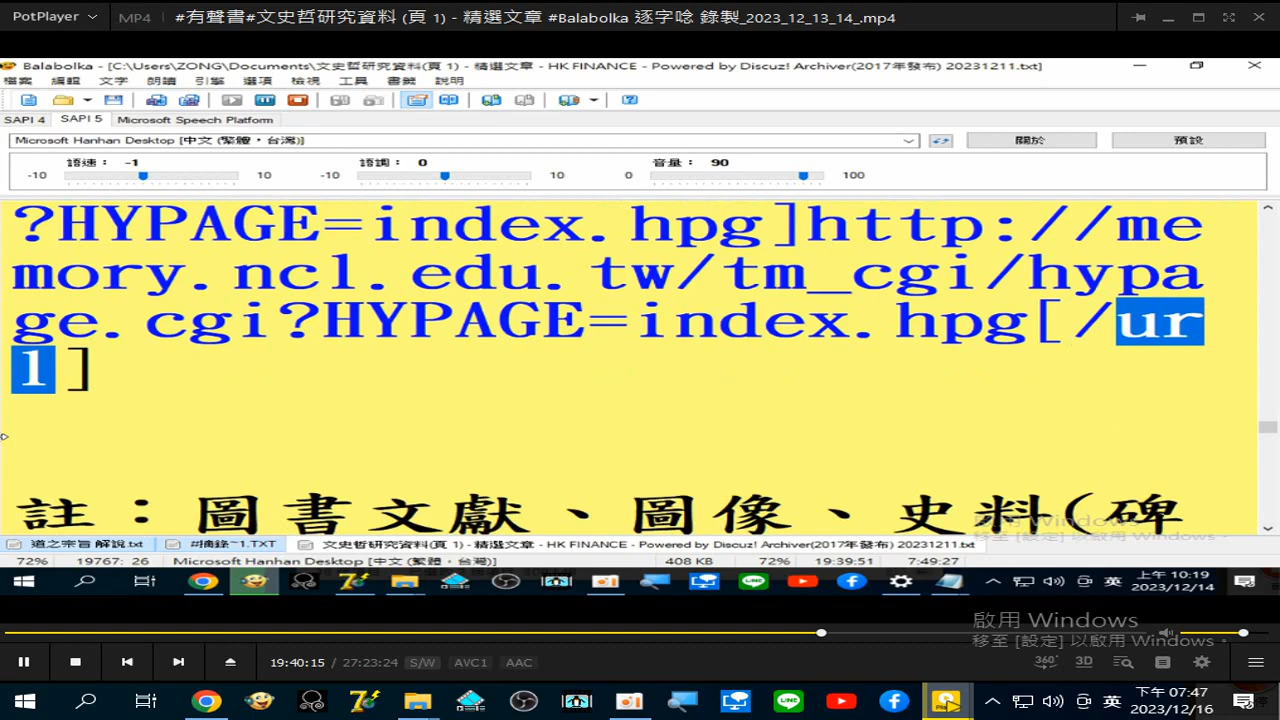 PotPlayer MP4 #有聲書#文史哲研究資料 (頁 1) - 精選文章 #Balabolka 逐字唸 錄製_2023_12_13_14_.mp4
Balabolka - [C:\Users\ZONG\Documents\文史哲研究資料(頁 1) - 精選文章 - HK FINANCE - Powered by Discuz! Archiver(2017年發布) 20231211.txt]
檔案 編輯 文字 朗讀 引擎 選項 檢視 工具 書籤 說明
SAPI 4 SAPI 5 Microsoft Speech Platform
Microsoft Hanhan Desktop [中文 (繁體，台灣)] 關於 預設
語速： -1 語調： 0 音量： 90
-10 10 -10 10 0 100
?HYPAGE=index.hpg]http://me
mory.ncl.edu.tw/tm_cgi/hypa
ge.cgi?HYPAGE=index.hpg[/ur
l]
註：圖書文獻、圖像、史料(碑
啟用 Windows
移至 [設定] 以啟用 Windows。
道之宗旨 解說.txt #摘錄~1.TXT 文史哲研究資料(頁 1) - 精選文章 - HK FINANCE - Powered by Discuz! Archiver(2017年發布) 20231211.txt
72% 19767: 26 Microsoft Hanhan Desktop [中文 (繁體，台灣)] 408 KB 72% 19:39:51 7:49:27
英 上午 10:19
2023/12/14
啟用 Windows
移至 [設定] 以啟用 Windows。
19:40:15 / 27:23:24 S/W AVC1 AAC 360° 3D
英 下午 07:47
2023/12/16